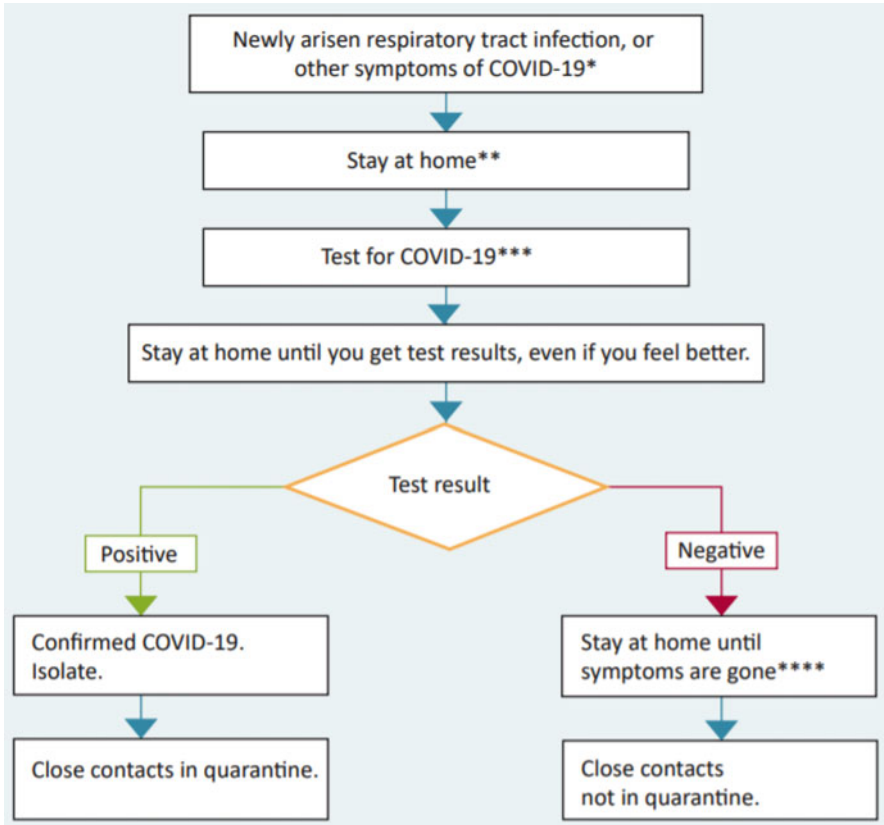 Newly arisen respiratory tract infection, or
other symptoms of COVID-19*
Stay at home**
Test for COVID-19***
Stay at home until you get test results, even if you feel better.
Test result
Positive
Negative
Confirmed COVID-19.
Isolate.
Stay at home until
symptoms are gone****
Close contacts in quarantine.
Close contacts
not in quarantine.